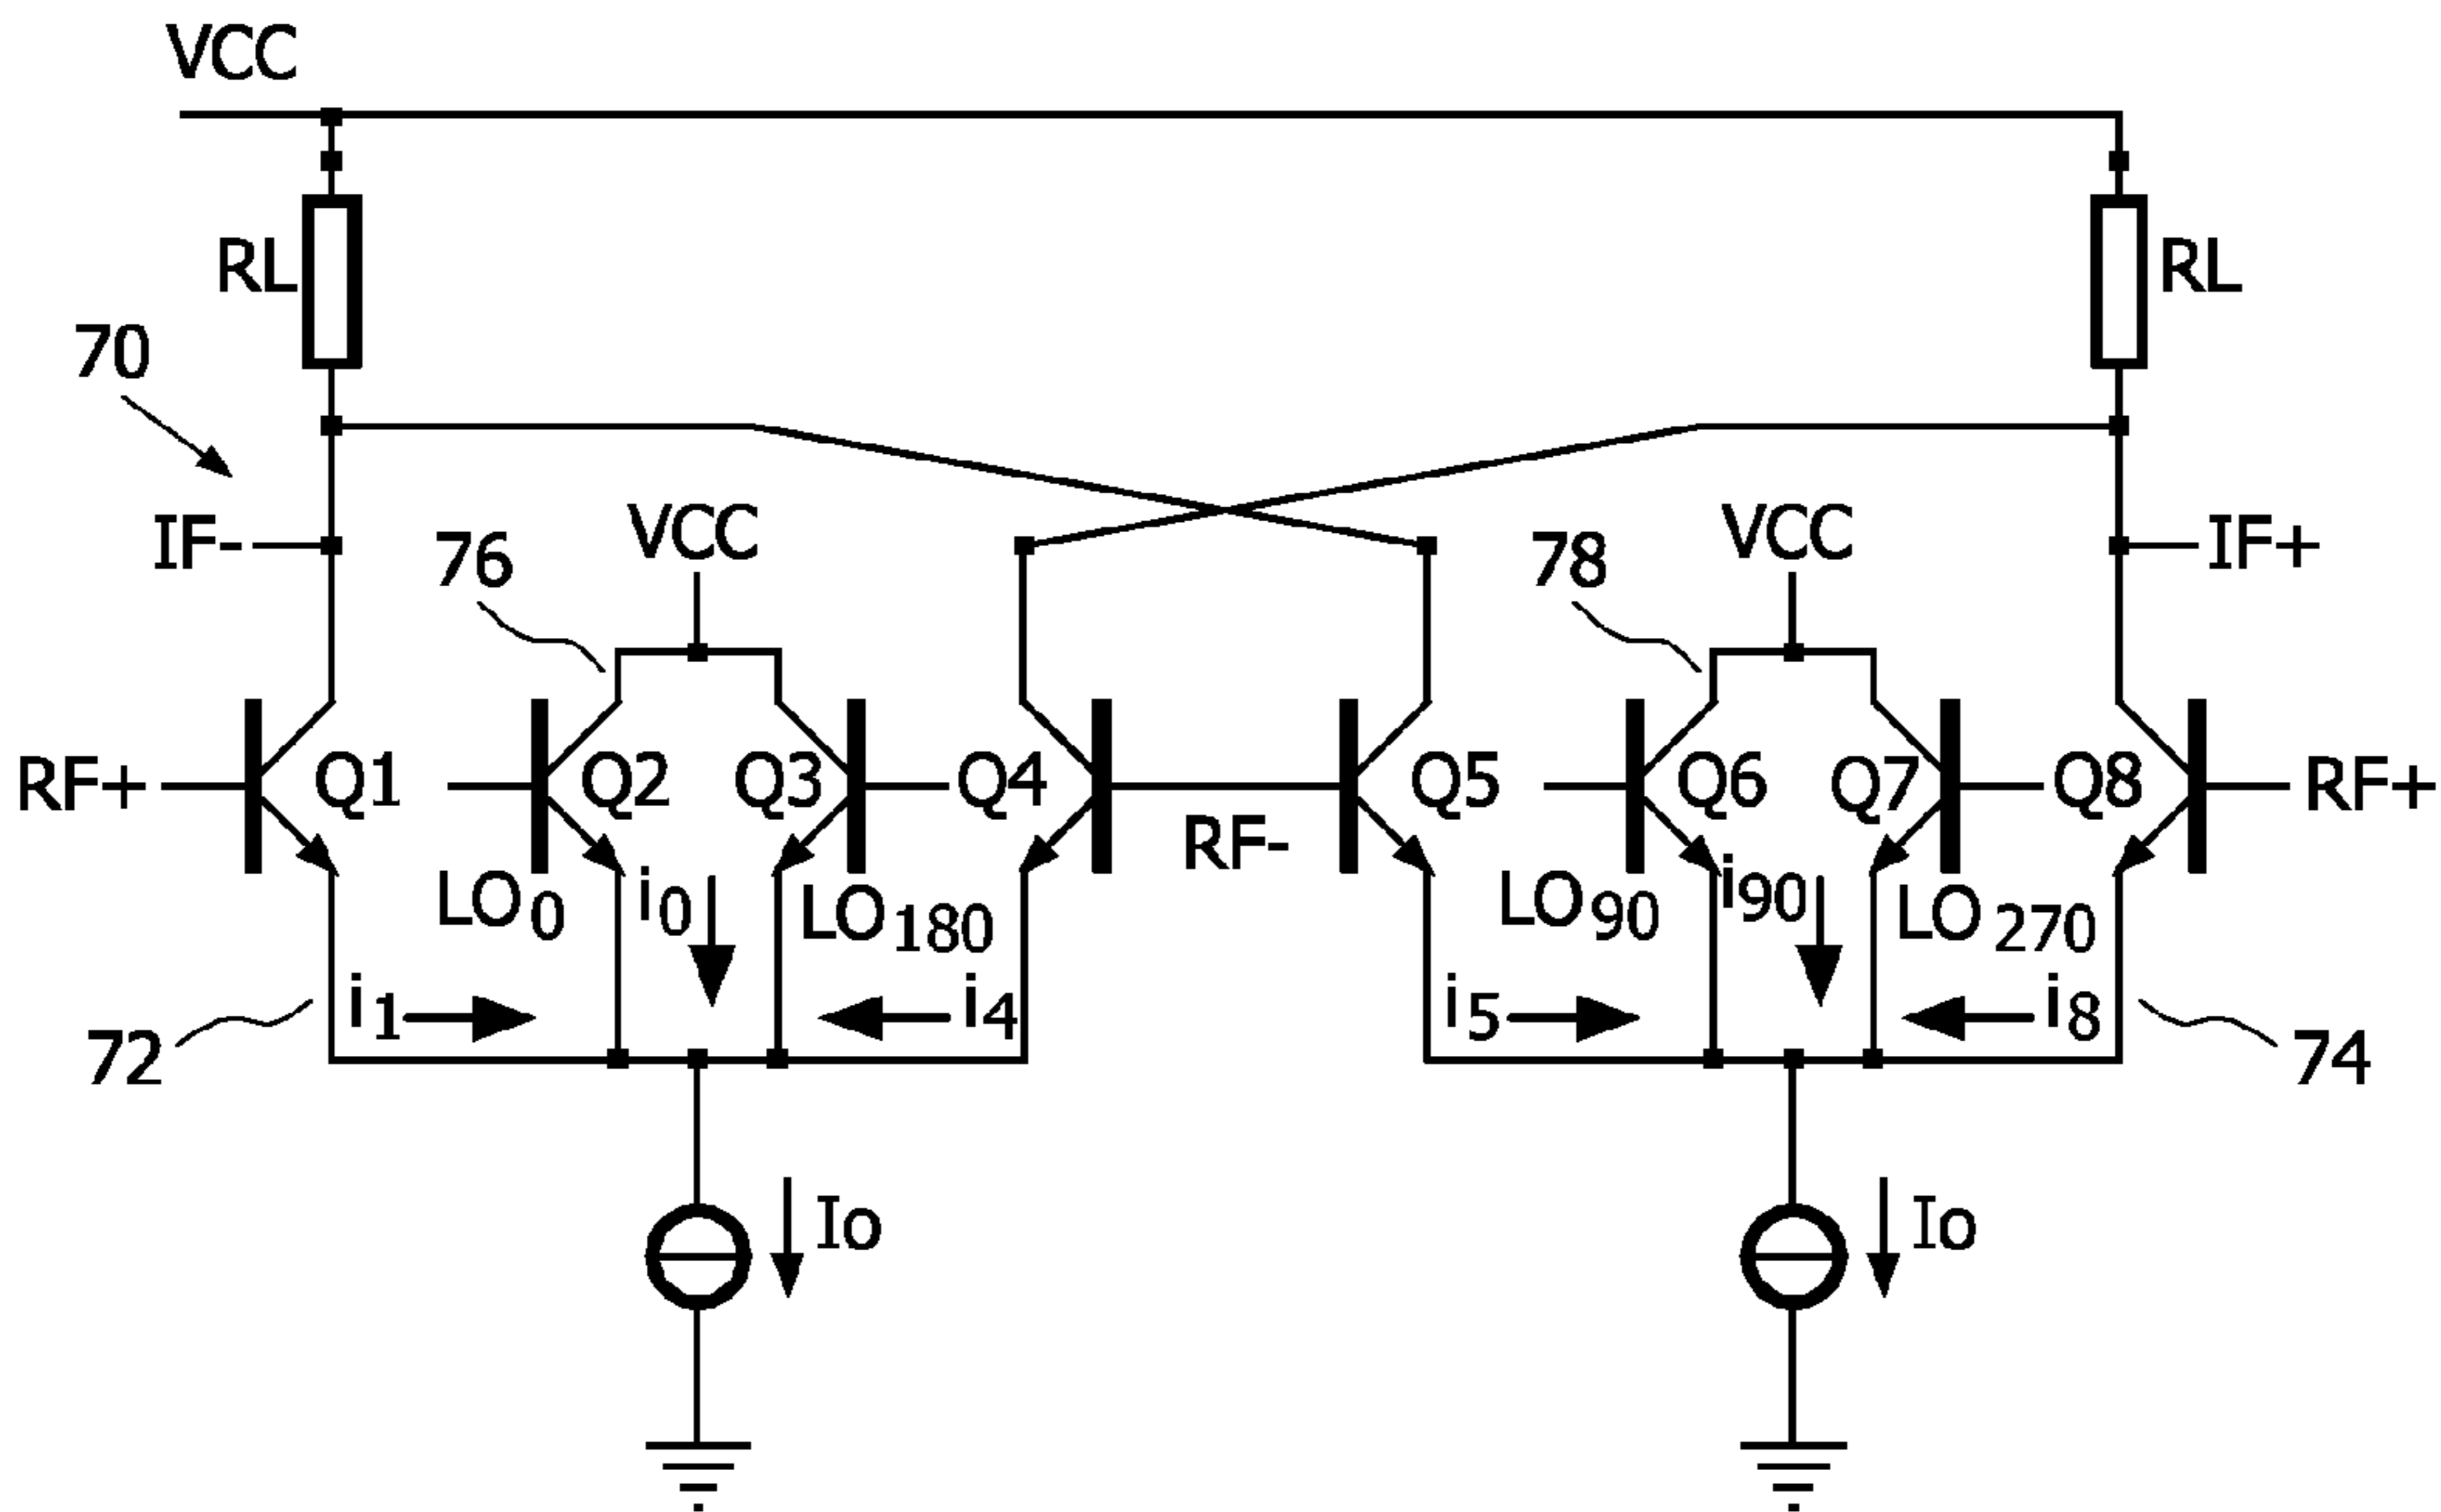 VCC
RL
RL
70
IF-
76
VCC
78
VCC
IF+
RF+
Q1
Q2
Q3
Q4
Q5
Q6
Q7
Q8
RF+
RF-
LO0
i0
LO180
LO90
i90
LO270
i1
i4
i5
i8
72
74
Io
Io